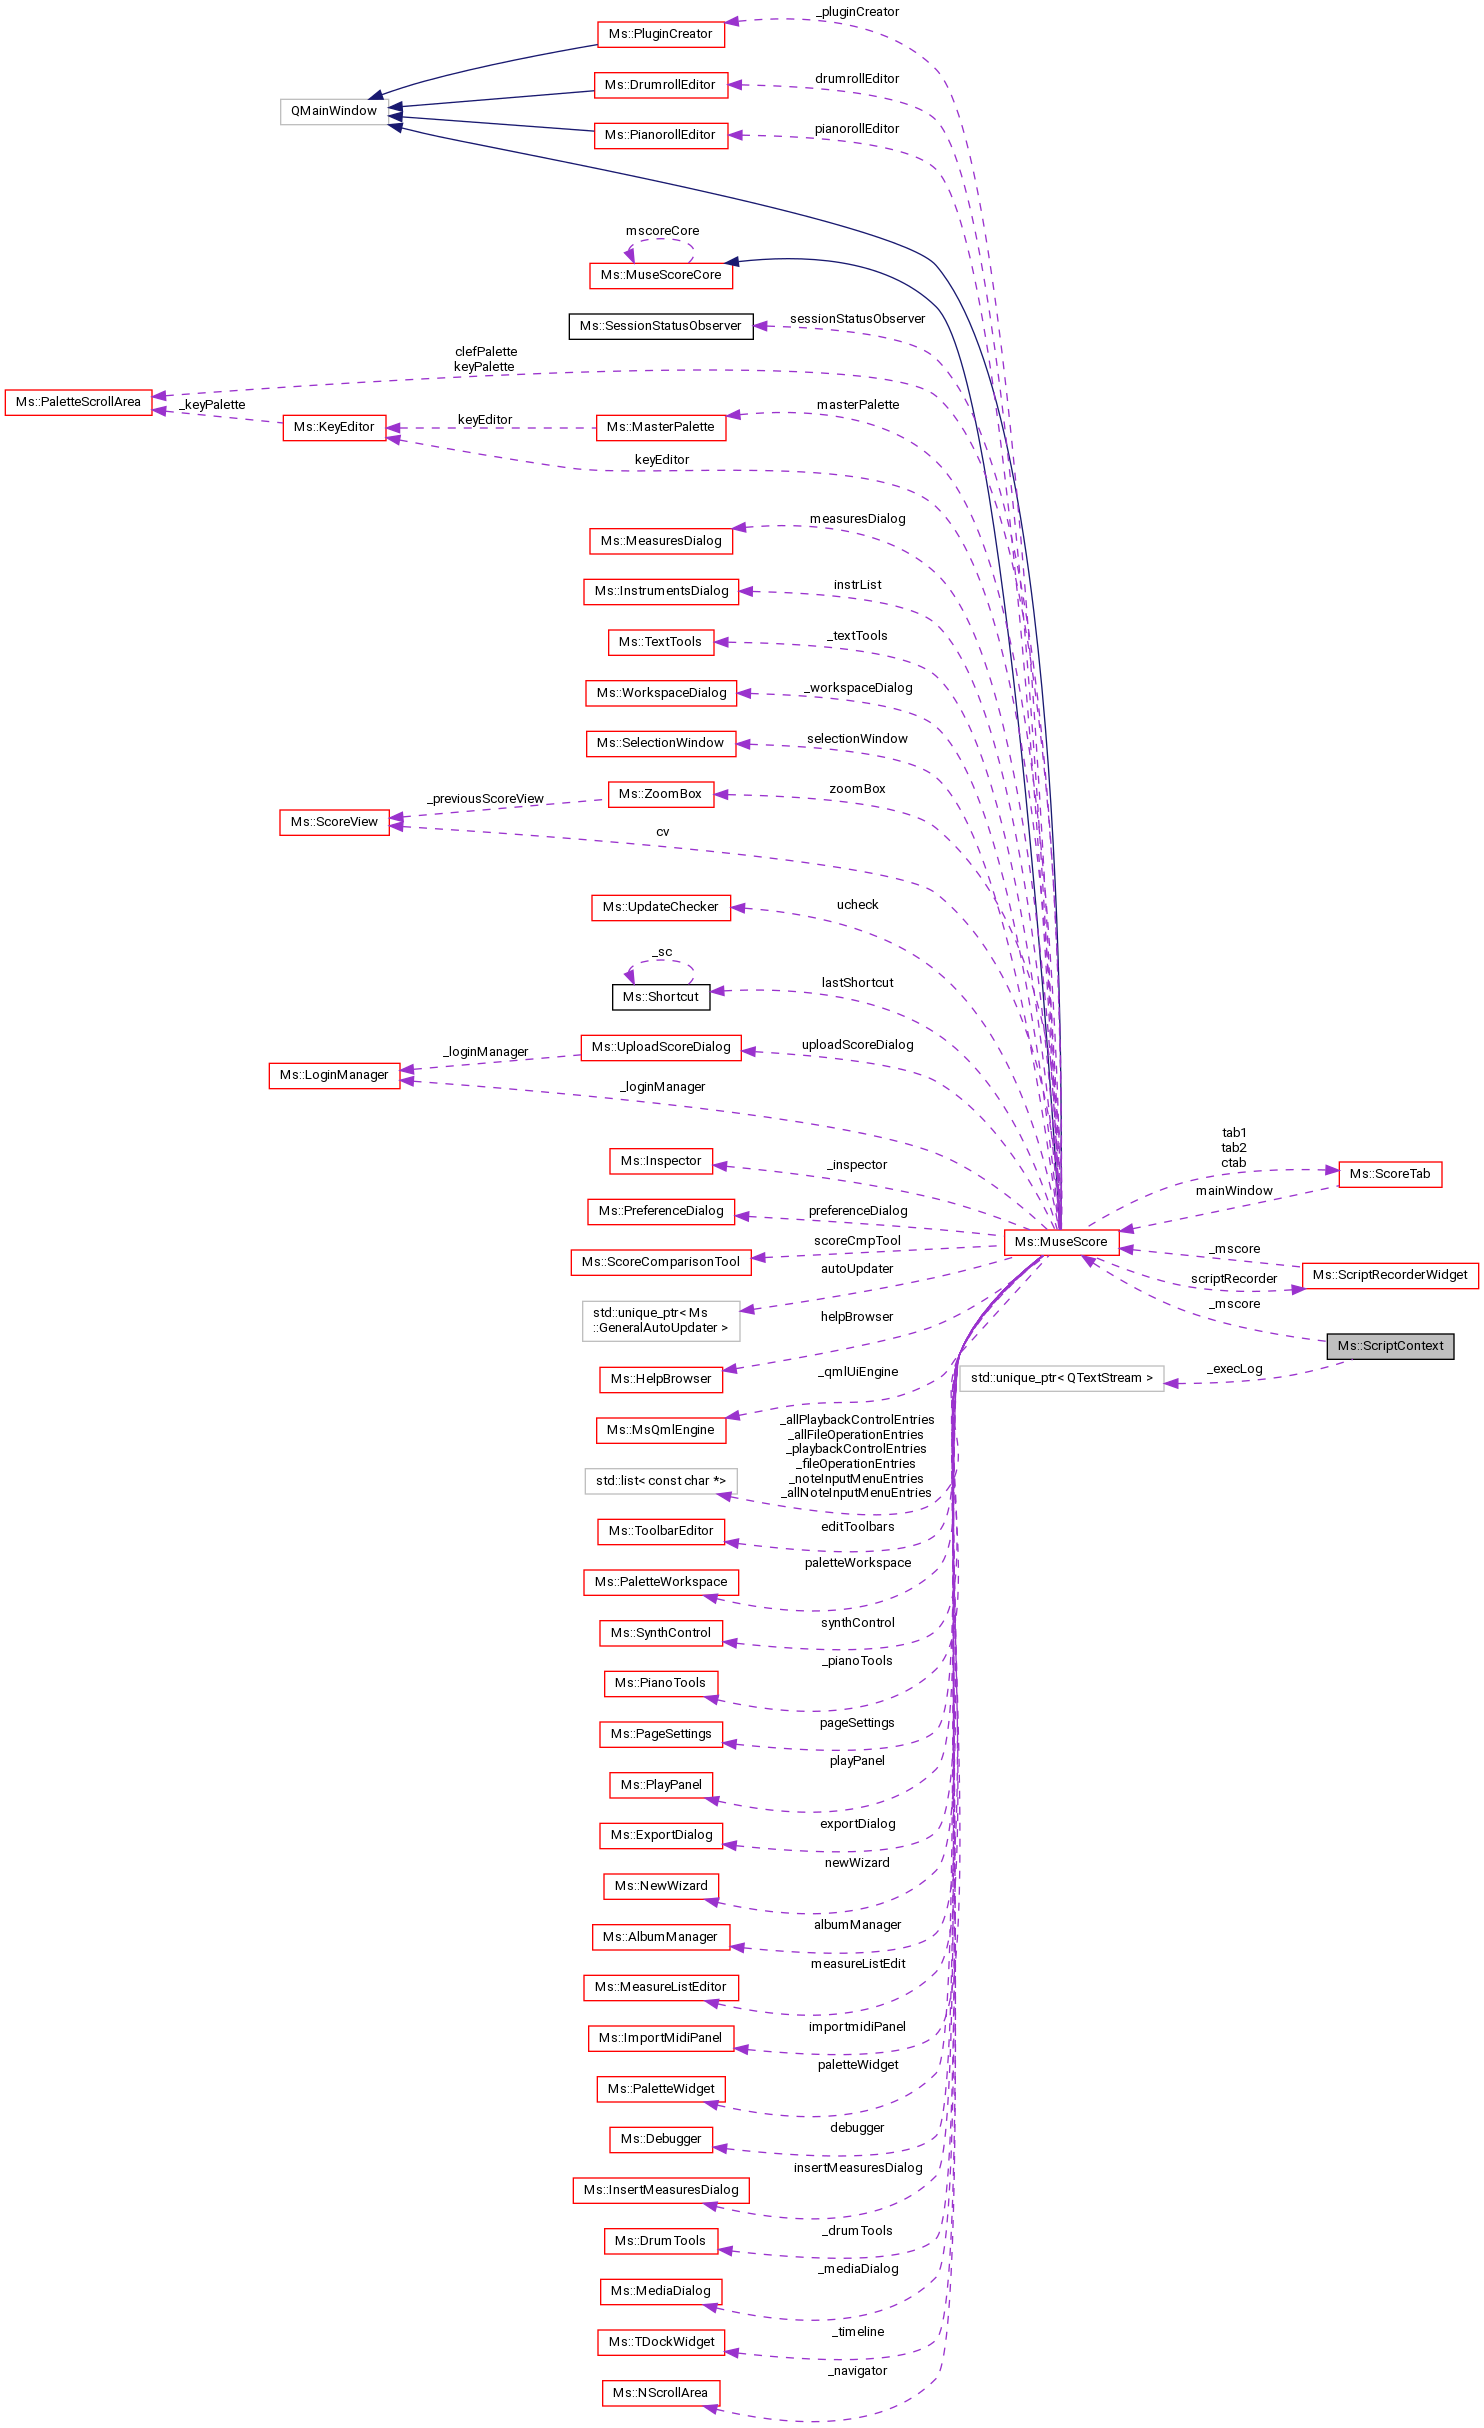 _pluginCreator
Ms::PluginCreator
drumrollEditor
Ms::DrumrollEditor
QMainWindow
pianorollEditor
Ms::PianorollEditor
mscoreCore
Ms::MuseScoreCore
sessionStatusObserver
Ms::SessionStatusObserver
clefPalette
keyPalette
Ms::PaletteScrollArea
_keyPalette
masterPalette
keyEditor
Ms::KeyEditor
Ms::MasterPalette
keyEditor
measuresDialog
Ms::MeasuresDialog
instrList
Ms::InstrumentsDialog
_textTools
Ms::TextTools
_workspaceDialog
Ms::WorkspaceDialog
selectionWindow
Ms::SelectionWindow
zoomBox
Ms::ZoomBox
_previousScoreView
Ms::ScoreView
cv
ucheck
Ms::UpdateChecker
_sc
lastShortcut
Ms::Shortcut
uploadScoreDialog
Ms::UploadScoreDialog
_loginManager
Ms::LoginManager
_loginManager
tab1
tab2
ctab
_inspector
Ms::Inspector
Ms::ScoreTab
mainWindow
preferenceDialog
Ms::PreferenceDialog
scoreCmpTool
Ms::MuseScore
_mscore
Ms::ScoreComparisonTool
autoUpdater
scriptRecorder
Ms::ScriptRecorderWidget
_mscore
std::unique_ptr< Ms
::GeneralAutoUpdater >
helpBrowser
Ms::ScriptContext
_qmlUiEngine
_execLog
Ms::HelpBrowser
std::unique_ptr< QTextStream >
Ms::MsQmlEngine
_allPlaybackControlEntries
_allFileOperationEntries
_playbackControlEntries
_fileOperationEntries
_noteInputMenuEntries
_allNoteInputMenuEntries
std::list< const char *>
editToolbars
Ms::ToolbarEditor
paletteWorkspace
Ms::PaletteWorkspace
synthControl
Ms::SynthControl
_pianoTools
Ms::PianoTools
pageSettings
Ms::PageSettings
playPanel
Ms::PlayPanel
exportDialog
Ms::ExportDialog
newWizard
Ms::NewWizard
albumManager
Ms::AlbumManager
measureListEdit
Ms::MeasureListEditor
importmidiPanel
Ms::ImportMidiPanel
paletteWidget
Ms::PaletteWidget
debugger
Ms::Debugger
insertMeasuresDialog
Ms::InsertMeasuresDialog
_drumTools
Ms::DrumTools
_mediaDialog
Ms::MediaDialog
_timeline
Ms::TDockWidget
_navigator
Ms::NScrollArea